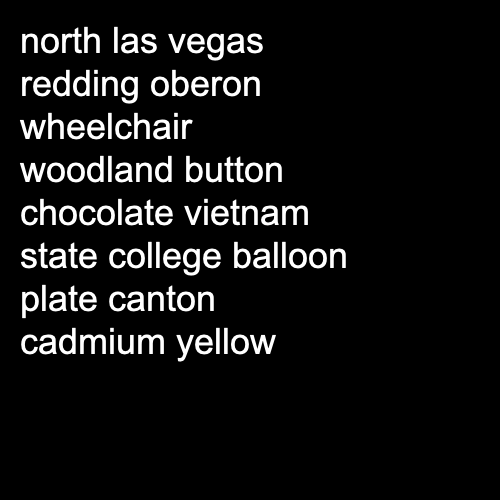 north las vegas
redding oberon
wheelchair
woodland button
chocolate vietnam
state college balloon
plate canton
cadmium yellow